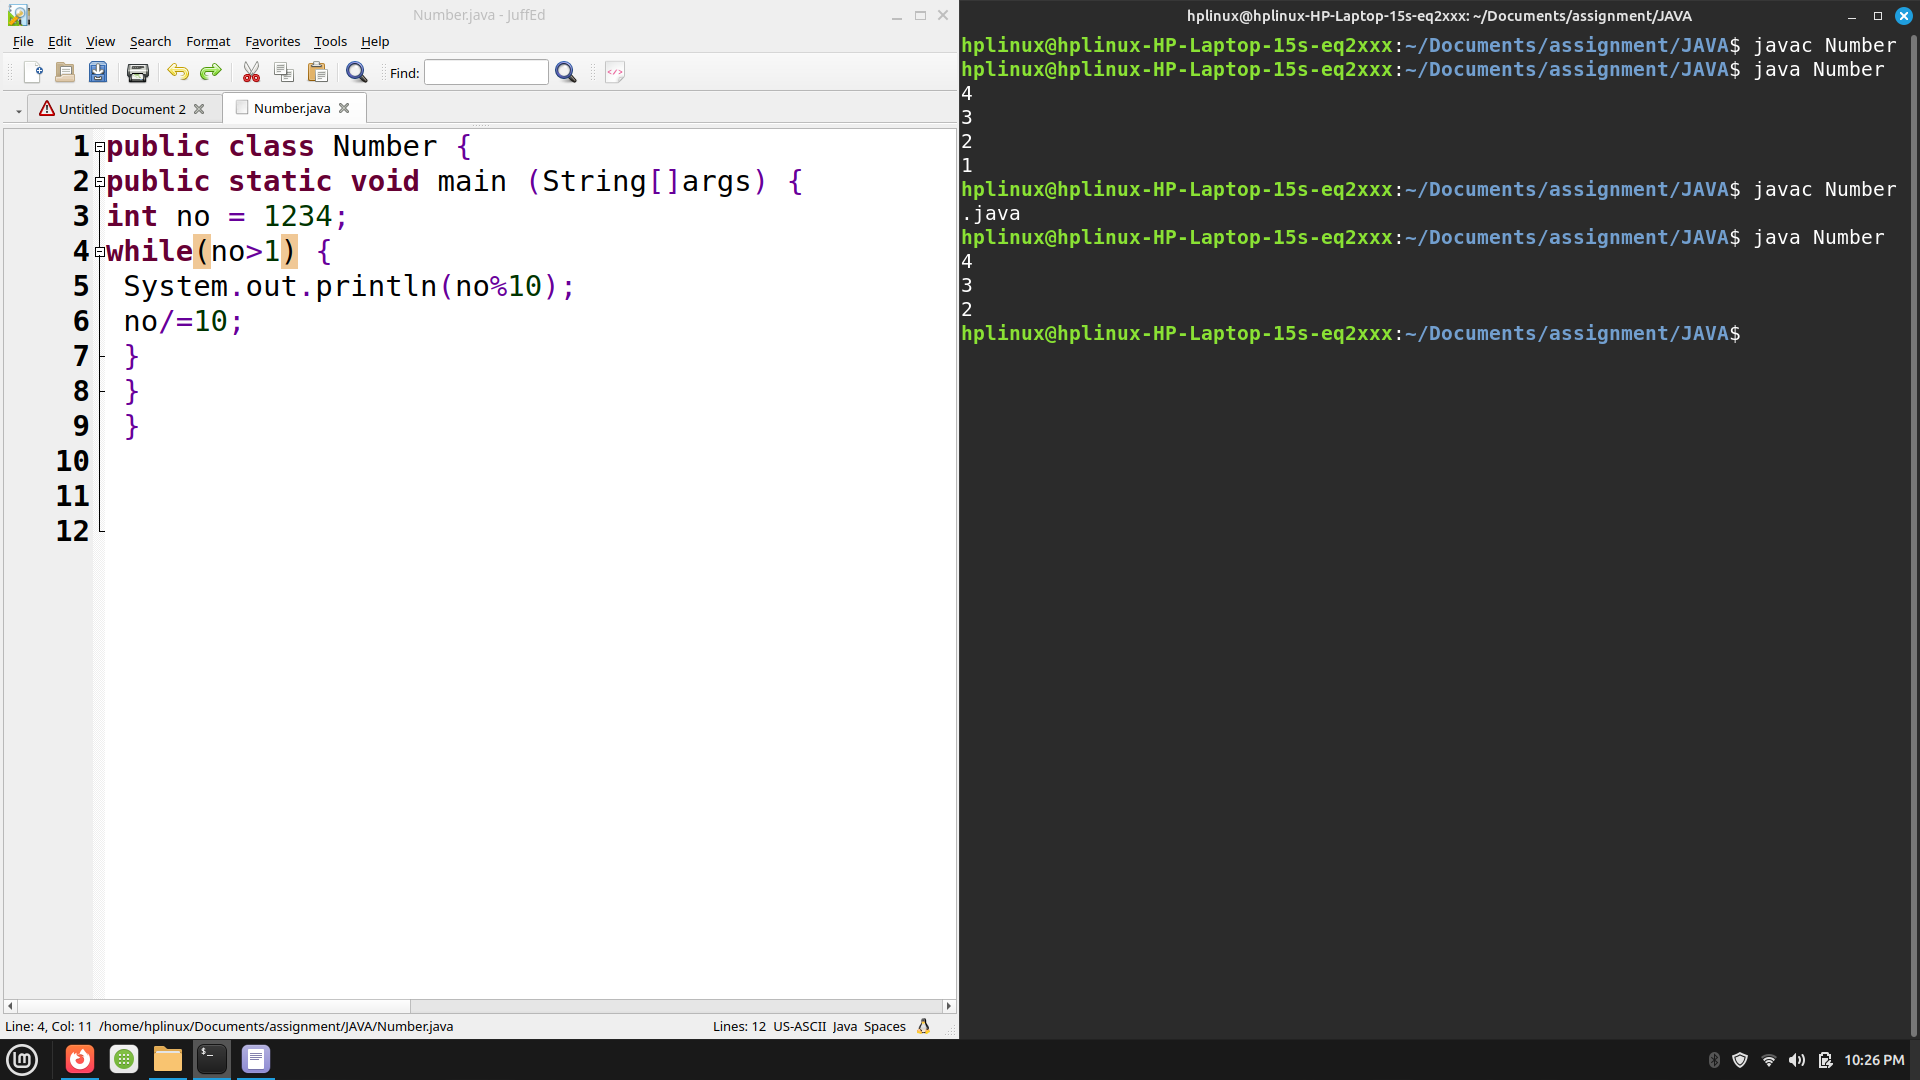 Number.java - JuffEd
File Edit View Search Format Favorites Tools Help
Find:
Untitled Document 2
Number.java
1 public class Number {
2 public static void main (String[]args) {
3 int no = 1234;
4 while(no>1) {
5 System.out.println(no%10);
6 no/=10;
7 }
8 }
9 }
10
11
12
Line: 4, Col: 11 /home/hplinux/Documents/assignment/JAVA/Number.java
Lines: 12 US-ASCII Java Spaces
hplinux@hplinux-HP-Laptop-15s-eq2xxx: ~/Documents/assignment/JAVA
hplinux@hplinux-HP-Laptop-15s-eq2xxx:~/Documents/assignment/JAVA$ javac Number
hplinux@hplinux-HP-Laptop-15s-eq2xxx:~/Documents/assignment/JAVA$ java Number
4
3
2
1
hplinux@hplinux-HP-Laptop-15s-eq2xxx:~/Documents/assignment/JAVA$ javac Number
.java
hplinux@hplinux-HP-Laptop-15s-eq2xxx:~/Documents/assignment/JAVA$ java Number
4
3
2
hplinux@hplinux-HP-Laptop-15s-eq2xxx:~/Documents/assignment/JAVA$
10:26 PM